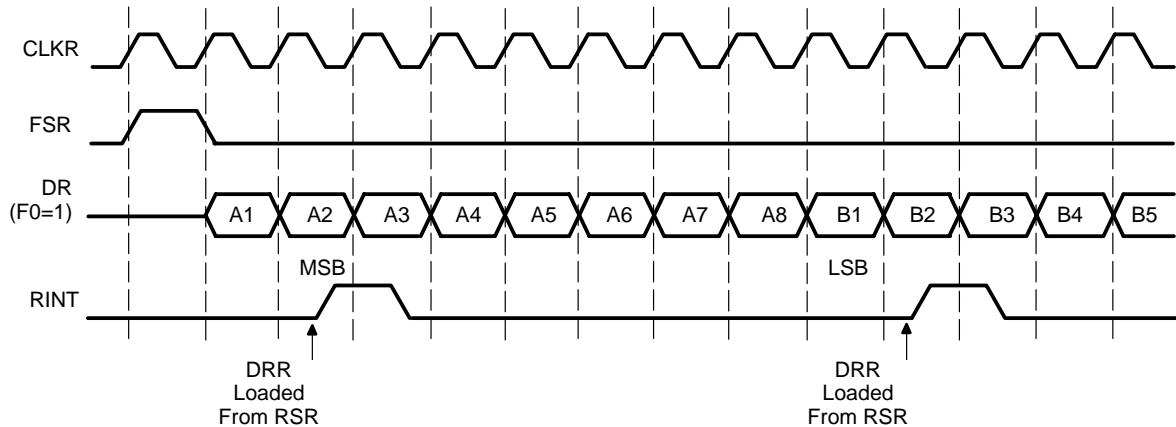 CLKR
FSR
DR
(F0=1)
A1 A2 A3 A4 A5 A6 A7 A8 B1 B2 B3 B4 B5
MSB LSB
RINT
DRR DRR
Loaded Loaded
From RSR From RSR